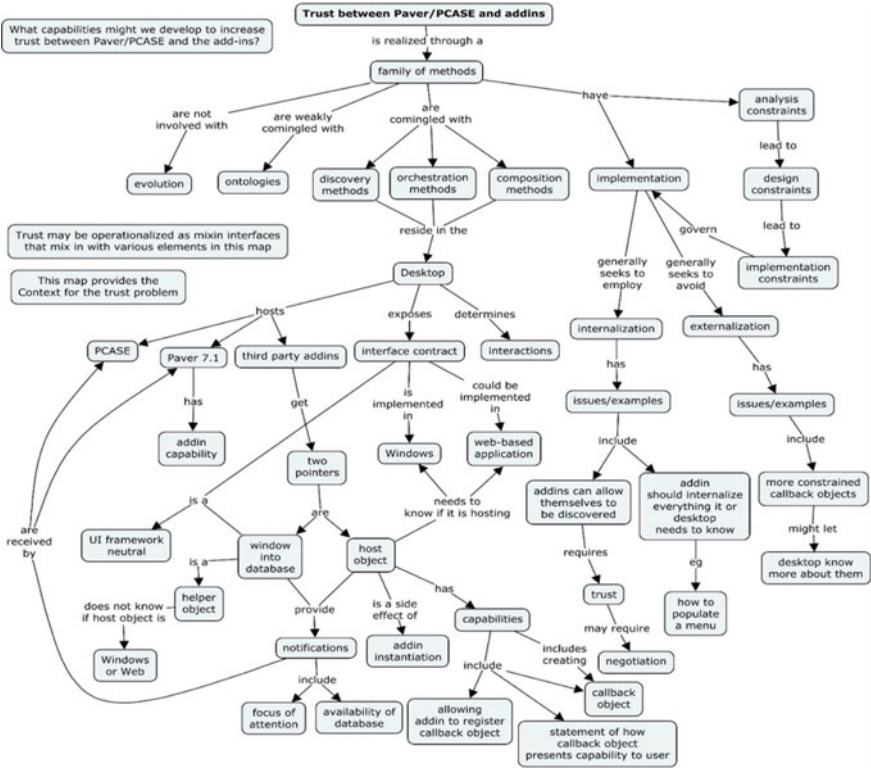 Trust between Paver/PCASE and addins
What capabilities might we develop to increase
trust between Paver/PCASE and the add-ins?
is realized through a
family of methods
are not
involved with
are weakly
comingled with
are
comingled with
have
analysis
constraints
lead to
evolution
ontologies
discovery
methods
orchestration
methods
composition
methods
implementation
design
constraints
lead to
Trust may be operationalized as mixin interfaces
that mix in with various elements in this map
reside in the
govern
This map provides the
Context for the trust problem
Desktop
generally
seeks to
employ
generally
seeks to
avoid
implementation
constraints
hosts
exposes
determines
internalization
externalization
PCASE
Paver 7.1
third party addins
interface contract
interactions
has
has
has
get
is
implemented
in
could be
implemented
in
issues/examples
issues/examples
addin
capability
two
pointers
Windows
web-based
application
include
include
addins can allow
themselves to
be discovered
addin
should internalize
everything it or
desktop
needs to know
more constrained
callback objects
are
received
by
is a
are
needs to
know if it is hosting
might let
UI framework
neutral
window
into
database
host
object
requires
eg
desktop know
more about them
is a
helper
object
has
trust
how to
populate
a menu
does not know
if host object is
provide
is a side
effect of
capabilities
may require
Windows
or Web
notifications
addin
instantiation
includes
creating
negotiation
include
include
callback
object
focus of
attention
availability of
database
allowing
addin to register
callback object
statement of how
callback object
presents capability to user